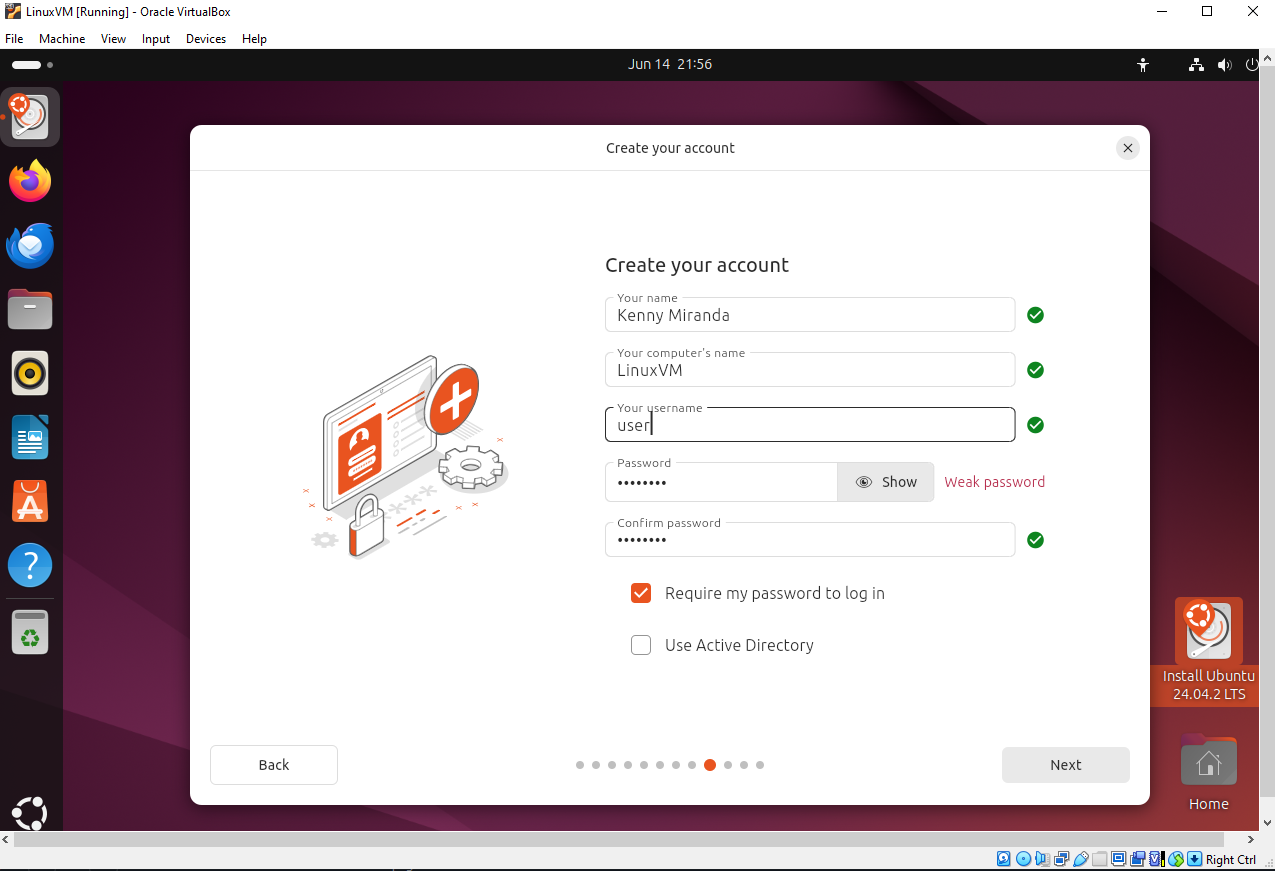 LinuxVM [Running] - Oracle VirtualBox
File Machine View Input Devices Help
Jun 14 21:56
Create your account
Create your account
Your name
Kenny Miranda
Your computer's name
LinuxVM
Your username
user
Password
•••••••• Show Weak password
Confirm password
••••••••
Require my password to log in
Use Active Directory
Install Ubuntu
24.04.2 LTS
Back Next
Home
Right Ctrl